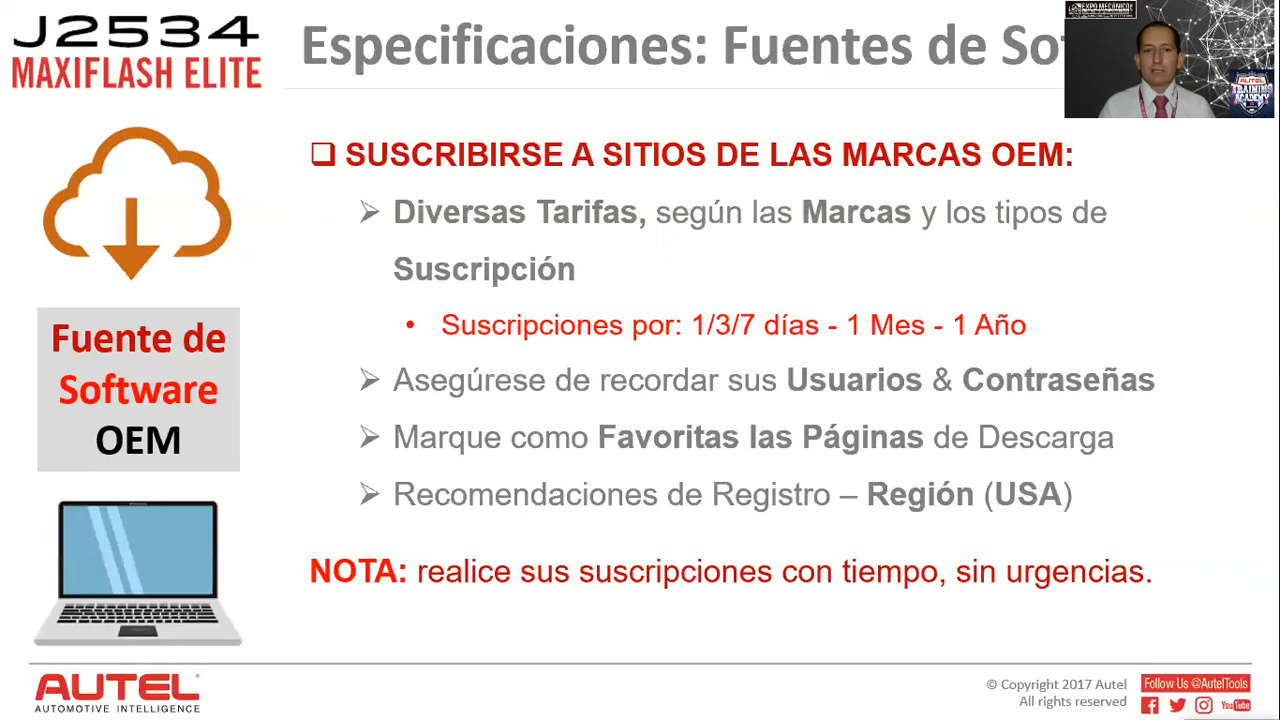 J2534
MAXIFLASH ELITE
Especificaciones: Fuentes de
EXPO MECÁNICO
AUTEL
TRAINING
ACADEMY
❑ SUSCRIBIRSE A SITIOS DE LAS MARCAS OEM:
➢ Diversas Tarifas, según las Marcas y los tipos de
Suscripción
• Suscripciones por: 1/3/7 días - 1 Mes - 1 Año
➢ Asegúrese de recordar sus Usuarios & Contraseñas
➢ Marque como Favoritas las Páginas de Descarga
➢ Recomendaciones de Registro – Región (USA)
NOTA: realice sus suscripciones con tiempo, sin urgencias.
Fuente de
Software
OEM
AUTEL
AUTOMOTIVE INTELLIGENCE
© Copyright 2017 Autel
All rights reserved
Follow Us @AutelTools
YouTube